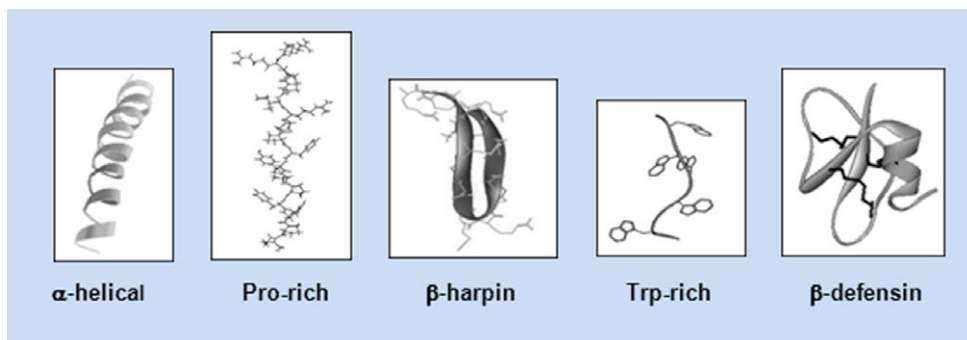 α-helical Pro-rich β-harpin Trp-rich β-defensin